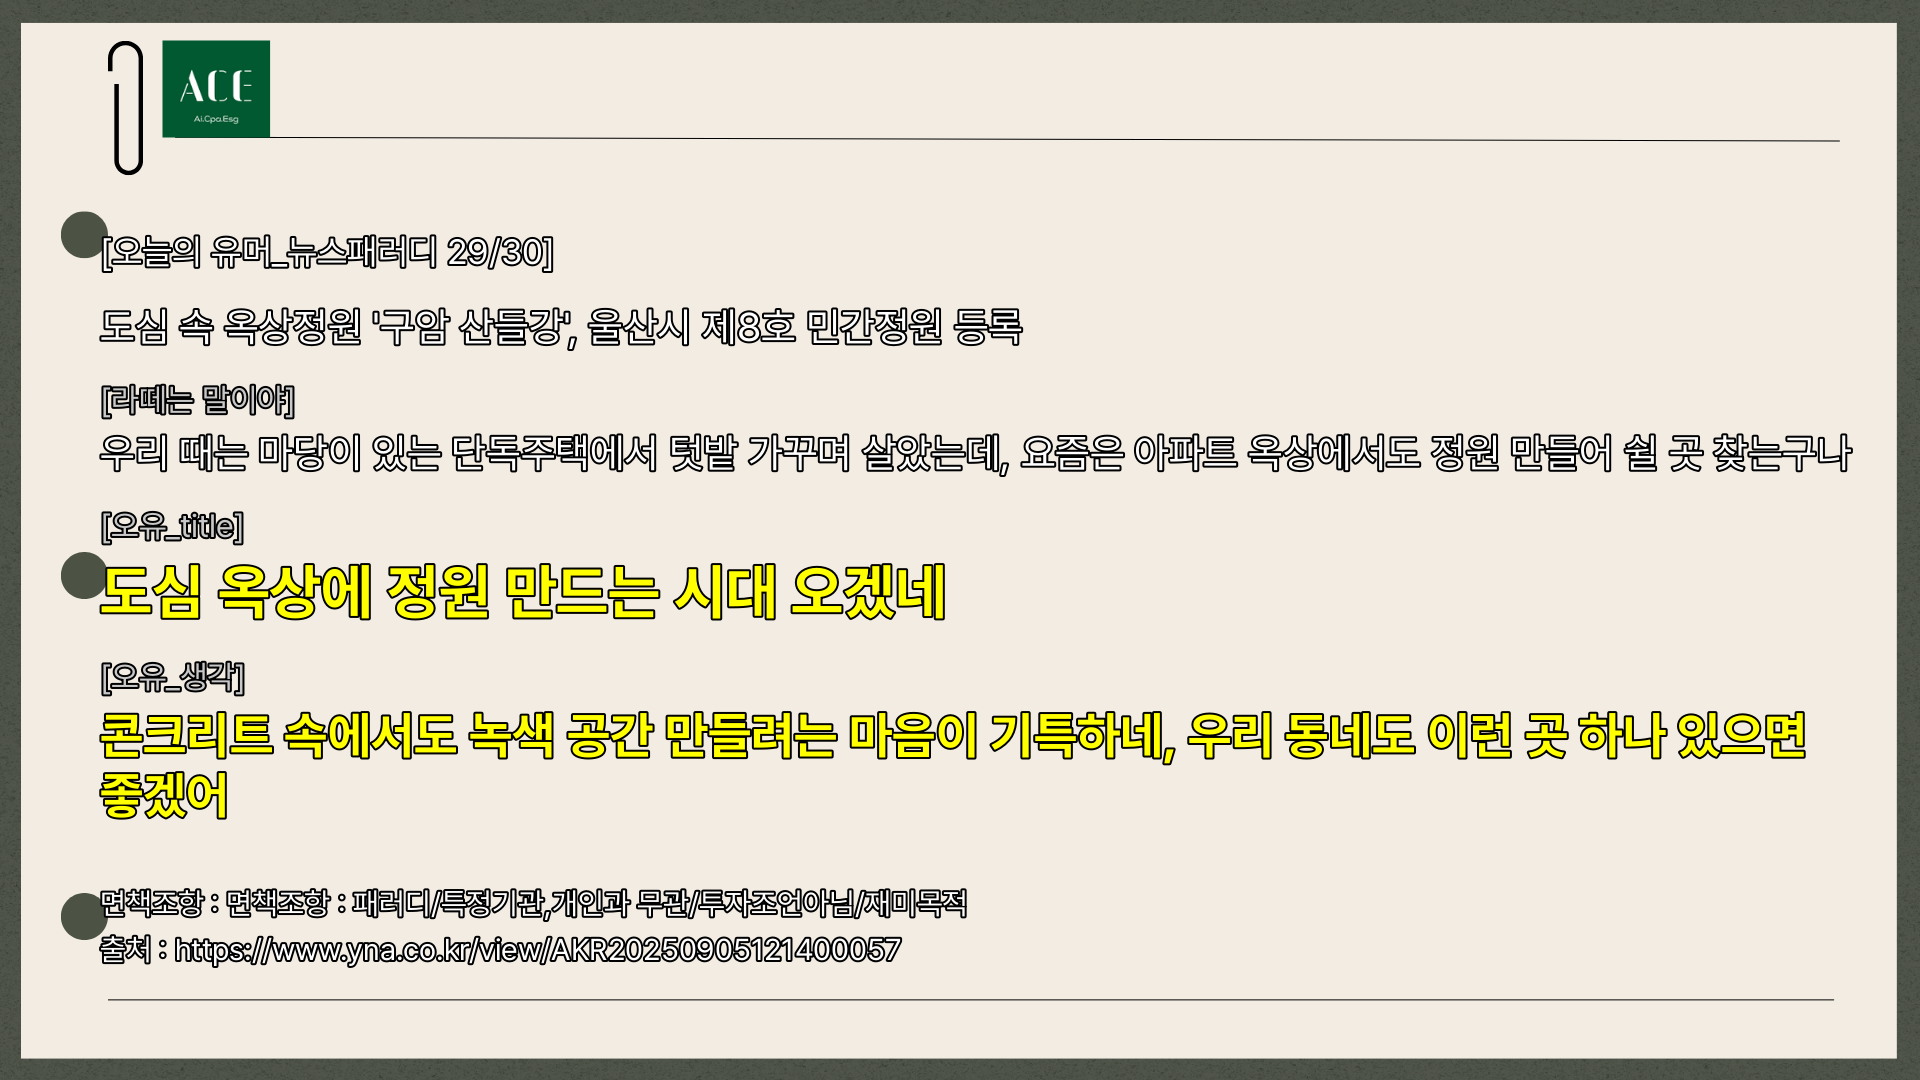 ACE
Ai.Cpa.Esg
[오늘의 유머_뉴스패러디 29/30]
도심 속 옥상정원 '구암 산들강', 울산시 제8호 민간정원 등록
[라떼는 말이야]
우리 때는 마당이 있는 단독주택에서 텃밭 가꾸며 살았는데, 요즘은 아파트 옥상에서도 정원 만들어 쉴 곳 찾는구나
[오유_title]
도심 옥상에 정원 만드는 시대 오겠네
[오유_생각]
콘크리트 속에서도 녹색 공간 만들려는 마음이 기특하네, 우리 동네도 이런 곳 하나 있으면
좋겠어
면책조항 : 면책조항 : 패러디/특정기관,개인과 무관/투자조언아님/재미목적
출처 : https://www.yna.co.kr/view/AKR20250905121400057